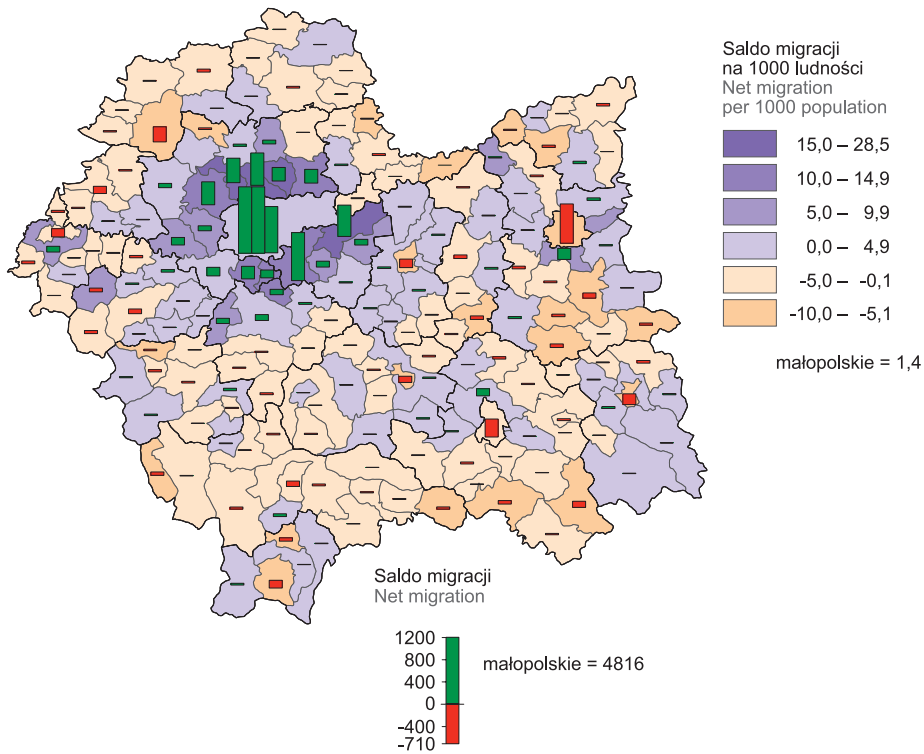 Saldo migracji
na 1000 ludności
Net migration
per 1000 population
15,0 – 28,5
10,0 – 14,9
5,0 – 9,9
0,0 – 4,9
-5,0 – -0,1
-10,0 – -5,1
małopolskie = 1,4
Saldo migracji
Net migration
1200
800
400
0
-400
-710
małopolskie = 4816